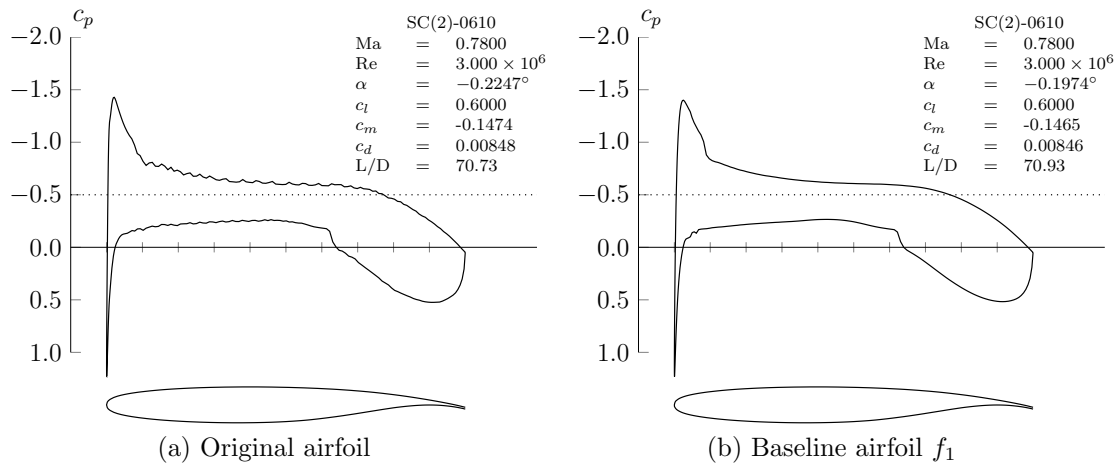 c_p
−2.0
−1.5
−1.0
−0.5
0.0
0.5
1.0
SC(2)-0610
Ma = 0.7800
Re = 3.000 × 10^6
α = −0.2247°
c_l = 0.6000
c_m = -0.1474
c_d = 0.00848
L/D = 70.73
(a) Original airfoil
c_p
−2.0
−1.5
−1.0
−0.5
0.0
0.5
1.0
SC(2)-0610
Ma = 0.7800
Re = 3.000 × 10^6
α = −0.1974°
c_l = 0.6000
c_m = -0.1465
c_d = 0.00846
L/D = 70.93
(b) Baseline airfoil f_1